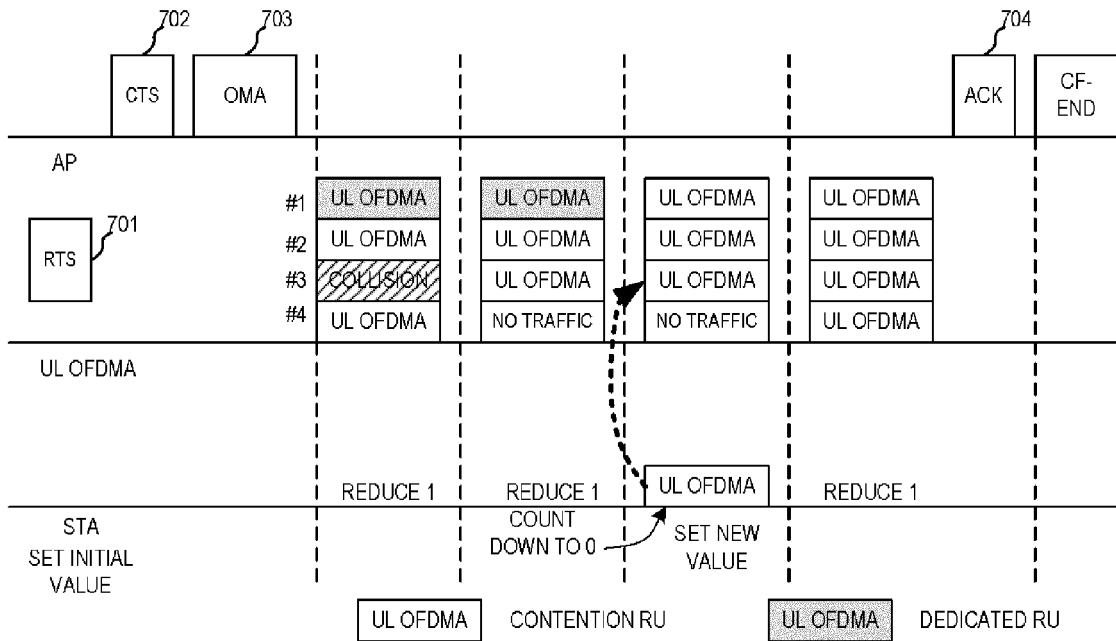 702
703
704
CTS
OMA
ACK
CF-
END
AP
701
RTS
#1
UL OFDMA
UL OFDMA
UL OFDMA
UL OFDMA
#2
UL OFDMA
UL OFDMA
UL OFDMA
UL OFDMA
#3
COLLISION
UL OFDMA
UL OFDMA
UL OFDMA
#4
UL OFDMA
NO TRAFFIC
NO TRAFFIC
UL OFDMA
UL OFDMA
REDUCE 1
REDUCE 1
UL OFDMA
REDUCE 1
STA
SET INITIAL
VALUE
COUNT
DOWN TO 0
SET NEW
VALUE
UL OFDMA
CONTENTION RU
UL OFDMA
DEDICATED RU